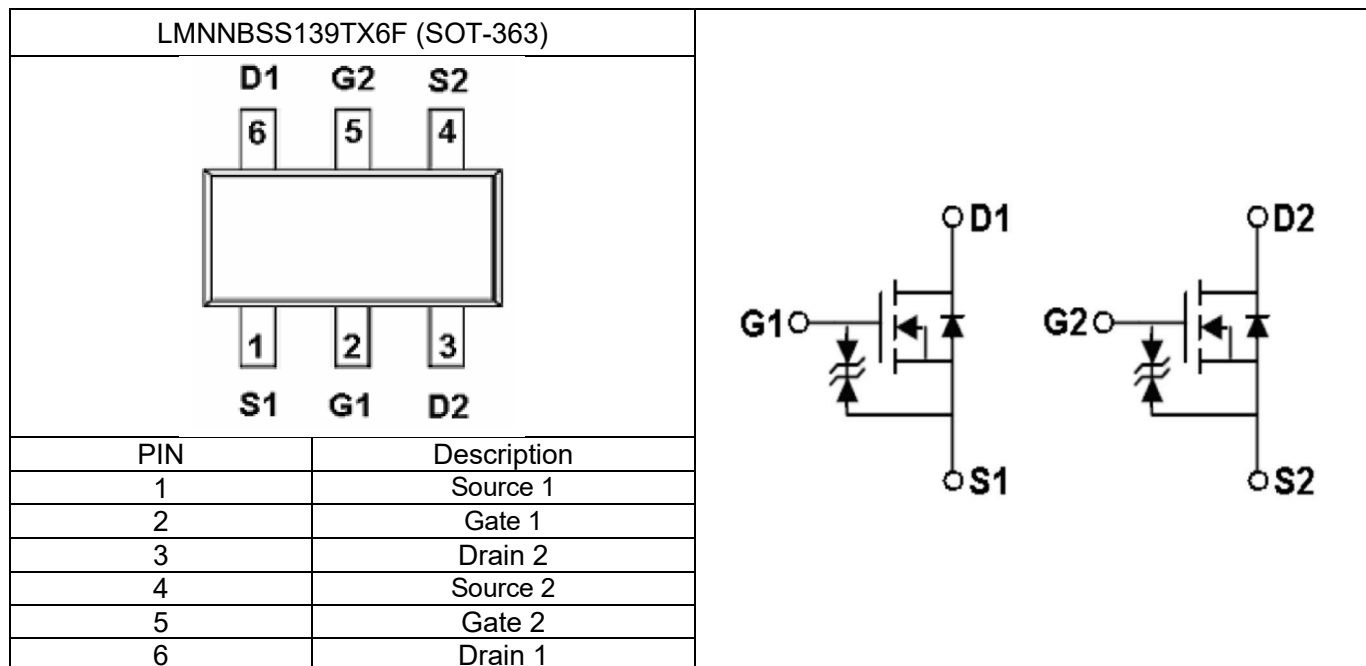 LMNNBSS139TX6F (SOT-363)
D1 G2 S2
6 5 4
1 2 3
S1 G1 D2
PIN Description
1 Source 1
2 Gate 1
3 Drain 2
4 Source 2
5 Gate 2
6 Drain 1
D1 D2
G1 G2
S1 S2